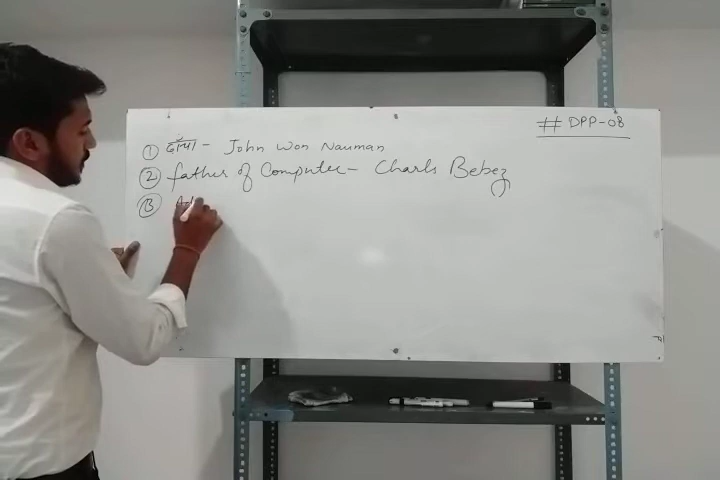 ## DPP-08
① - John Won Nauman
② father of Computer - Charls Bebez
③